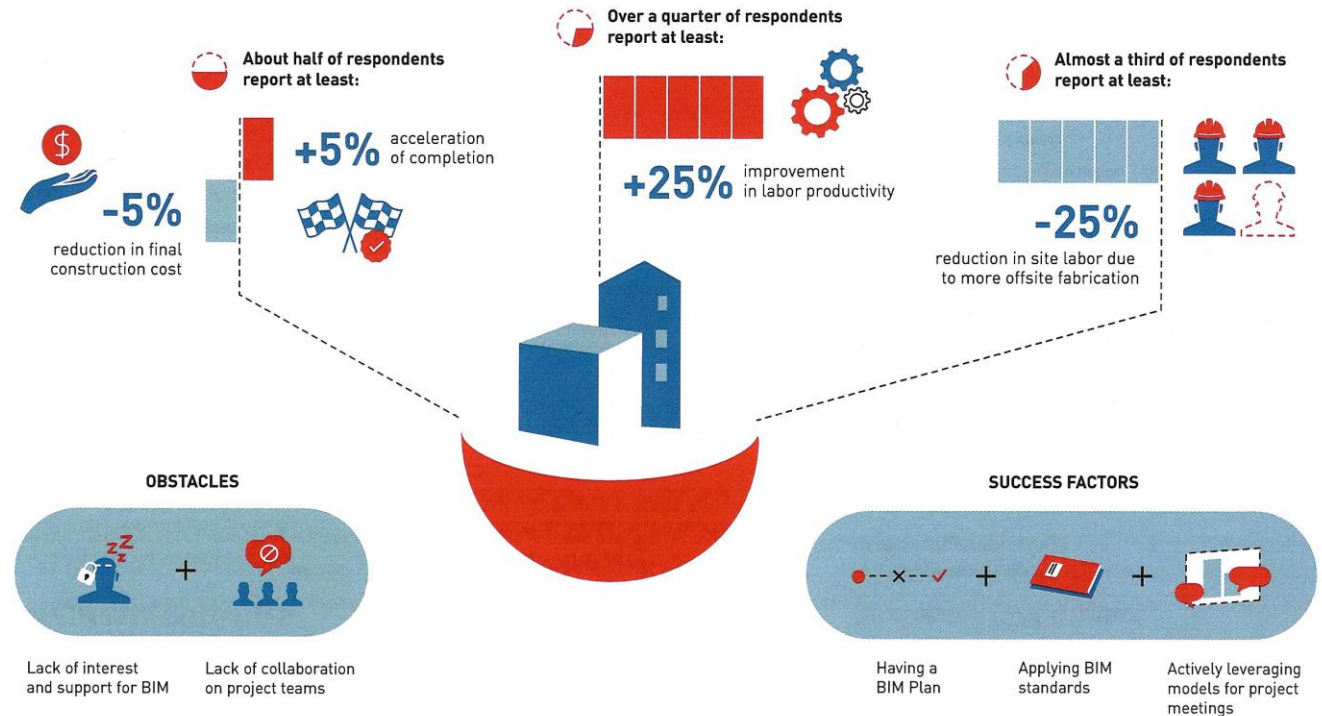 About half of respondents
report at least:
-5%
reduction in final
construction cost
+5%
acceleration
of completion
Over a quarter of respondents
report at least:
+25%
improvement
in labor productivity
Almost a third of respondents
report at least:
-25%
reduction in site labor due
to more offsite fabrication
$
OBSTACLES
zzz
+
Lack of interest
and support for BIM
Lack of collaboration
on project teams
SUCCESS FACTORS
+
+
Having a
BIM Plan
Applying BIM
standards
Actively leveraging
models for project
meetings